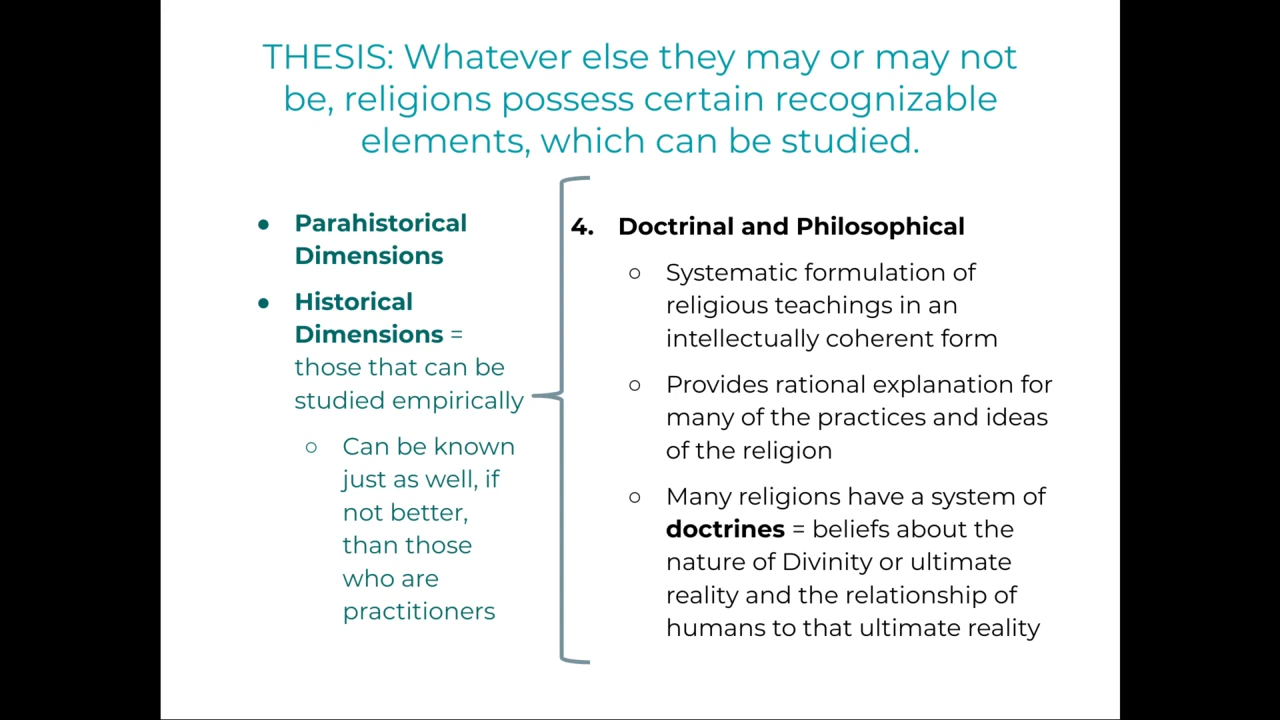 THESIS: Whatever else they may or may not
be, religions possess certain recognizable
elements, which can be studied.
● Parahistorical
Dimensions
● Historical
Dimensions =
those that can be
studied empirically
○ Can be known
just as well, if
not better,
than those
who are
practitioners
4. Doctrinal and Philosophical
○ Systematic formulation of
religious teachings in an
intellectually coherent form
○ Provides rational explanation for
many of the practices and ideas
of the religion
○ Many religions have a system of
doctrines = beliefs about the
nature of Divinity or ultimate
reality and the relationship of
humans to that ultimate reality